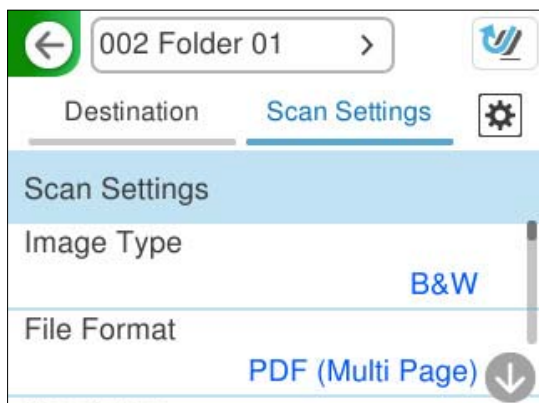 002 Folder 01
Destination Scan Settings
Scan Settings
Image Type
B&W
File Format
PDF (Multi Page)